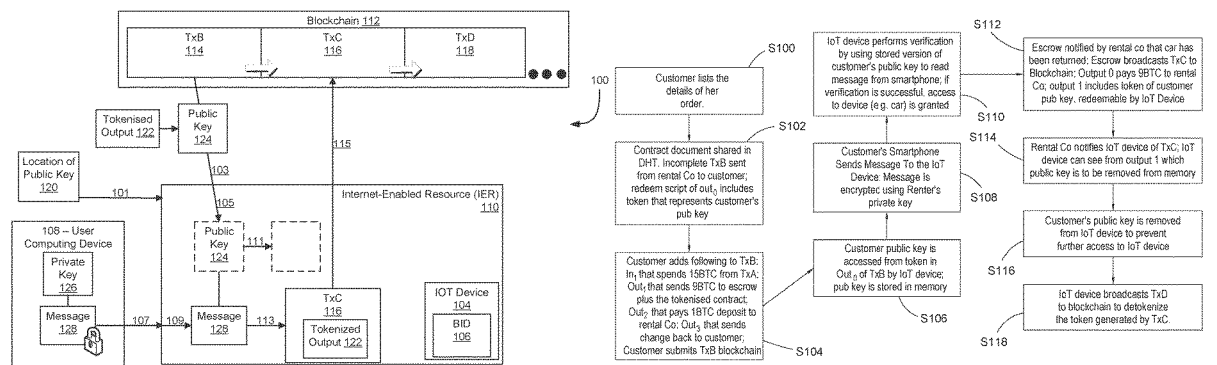 Blockchain 112
TxB
114
TxC
116
TxD
118
Tokenised
Output 122
Public
Key
124
100
115
103
Location of
Public Key
120
101
105
Internet-Enabled Resource (IER)
110
Public
Key
124
111
108 – User
Computing Device
Private
Key
126
Message
128
107
109
Message
128
113
TxC
116
Tokenized
Output 122
IOT Device
104
BID
106
S100
Customer lists the
details of her
order.
S102
Contract document shared in
DHT. Incomplete TxB sent
from rental Co to customer;
redeem script of out0 includes
token that represents customer's
pub key
Customer adds following to TxB:
In1 that spends 15BTC from TxA;
Out1 that sends 9BTC to escrow
plus the tokenised contract;
Out2 that pays 1BTC deposit to
rental Co; Out3 that sends
change back to customer;
Customer submits TxB blockchain
S104
IoT device performs verification
by using stored version of
customer's public key to read
message from smartphone; if
verification is successful, access
to device (e.g. car) is granted
S110
Customer's Smartphone
Sends Message To the IoT
Device: Message Is
encrypted using Renter's
private key
S108
Customer public key is
accessed from token in
Out0 of TxB by IoT device;
pub key is stored in memory
S106
S112
Escrow notified by rental co that car has
been returned; Escrow broadcasts TxC to
Blockchain; Output 0 pays 9BTC to rental
Co; output 1 includes token of customer
pub key, redeemable by IoT Device
S114
Rental Co notifies IoT device of TxC; IoT
device can see from output 1 which
public key is to be removed from memory
Customer's public key is removed
from IoT device to prevent
further access to IoT device
S116
IoT device broadcasts TxD
to blockchain to detokenize
the token generated by TxC.
S118